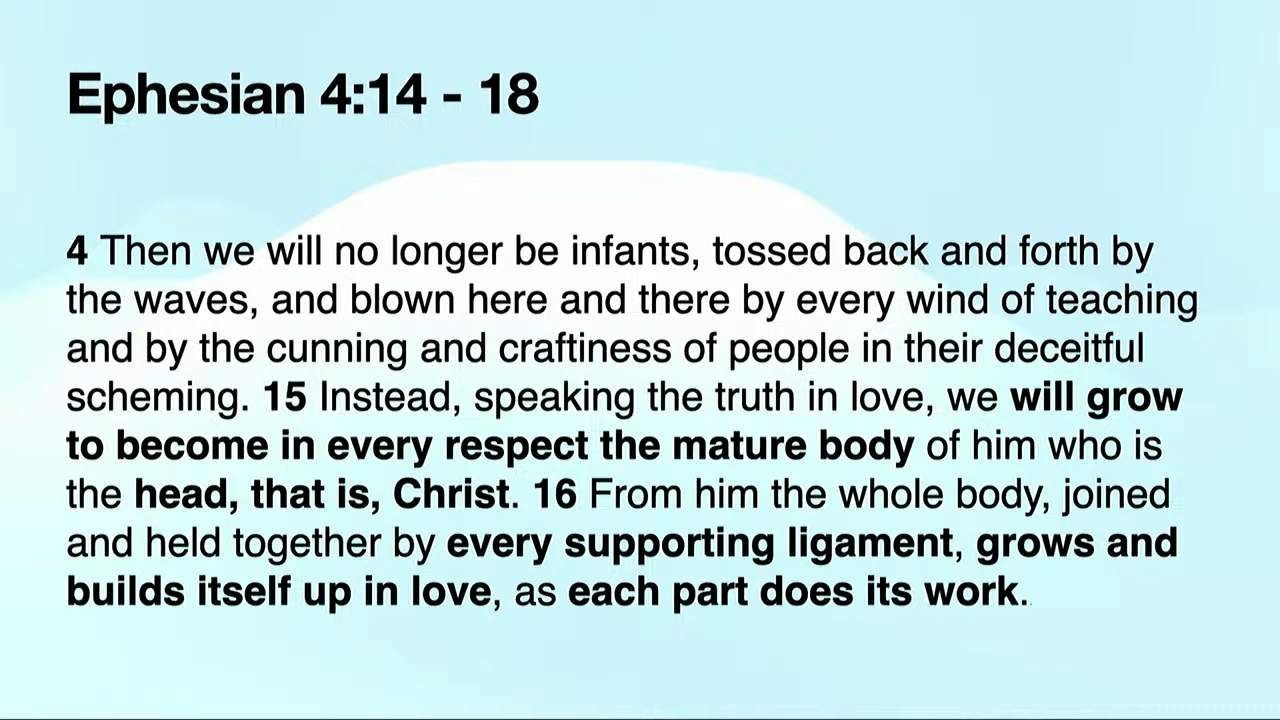 Ephesian 4:14 - 18
4 Then we will no longer be infants, tossed back and forth by
the waves, and blown here and there by every wind of teaching
and by the cunning and craftiness of people in their deceitful
scheming. 15 Instead, speaking the truth in love, we will grow
to become in every respect the mature body of him who is
the head, that is, Christ. 16 From him the whole body, joined
and held together by every supporting ligament, grows and
builds itself up in love, as each part does its work.